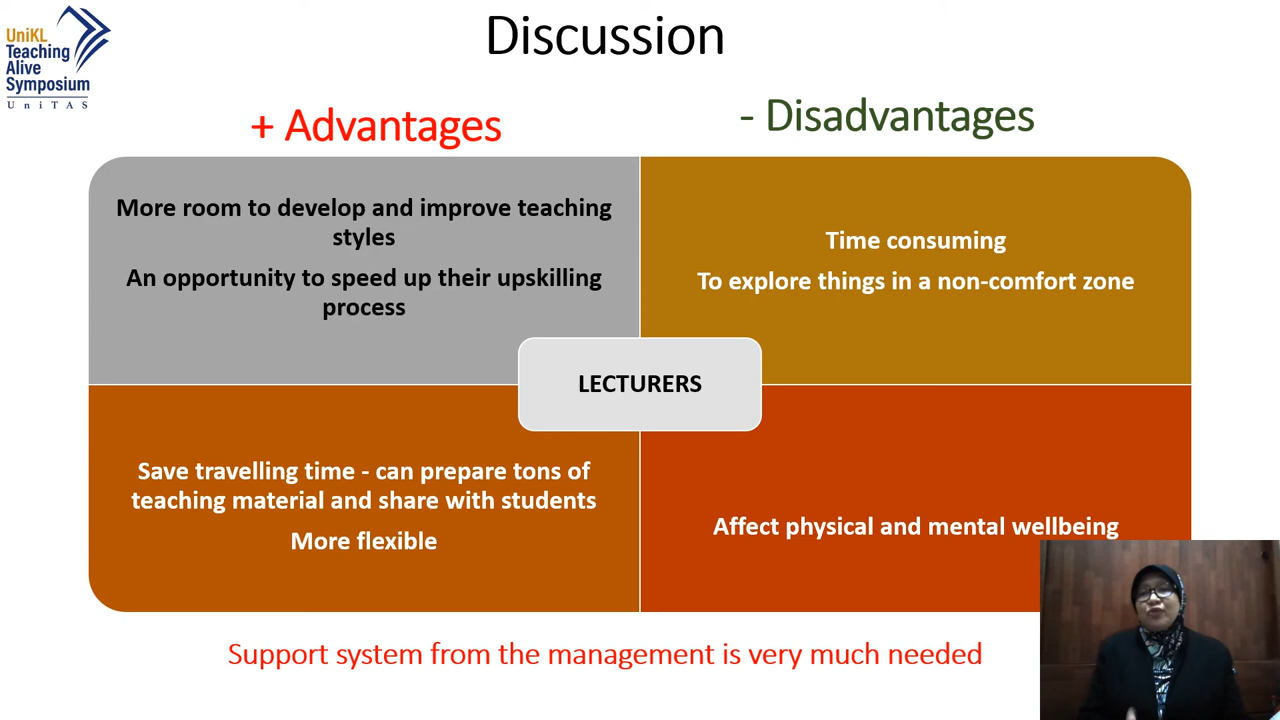 UniKL
Teaching
Alive
Symposium
UniTAS
Discussion
+ Advantages
- Disadvantages
More room to develop and improve teaching
styles
An opportunity to speed up their upskilling
process
Time consuming
To explore things in a non-comfort zone
LECTURERS
Save travelling time - can prepare tons of
teaching material and share with students
More flexible
Affect physical and mental wellbeing
Support system from the management is very much needed